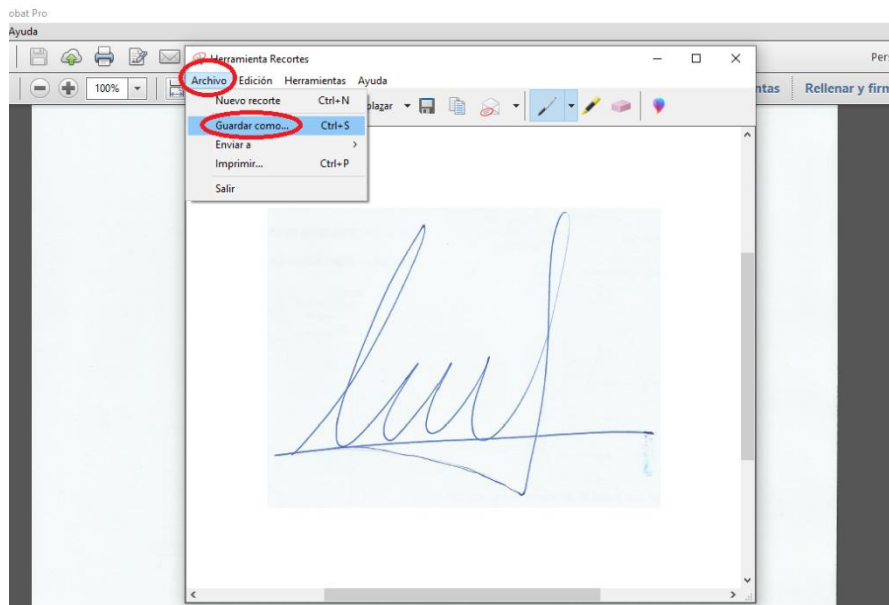 obat Pro
Ayuda
Herramienta Recortes
Archivo Edición Herramientas Ayuda
100%
Nuevo recorte Ctrl+N
Guardar como... Ctrl+S
Enviar a
Imprimir... Ctrl+P
Salir
plazar
Per
ntas Rellenar y firm